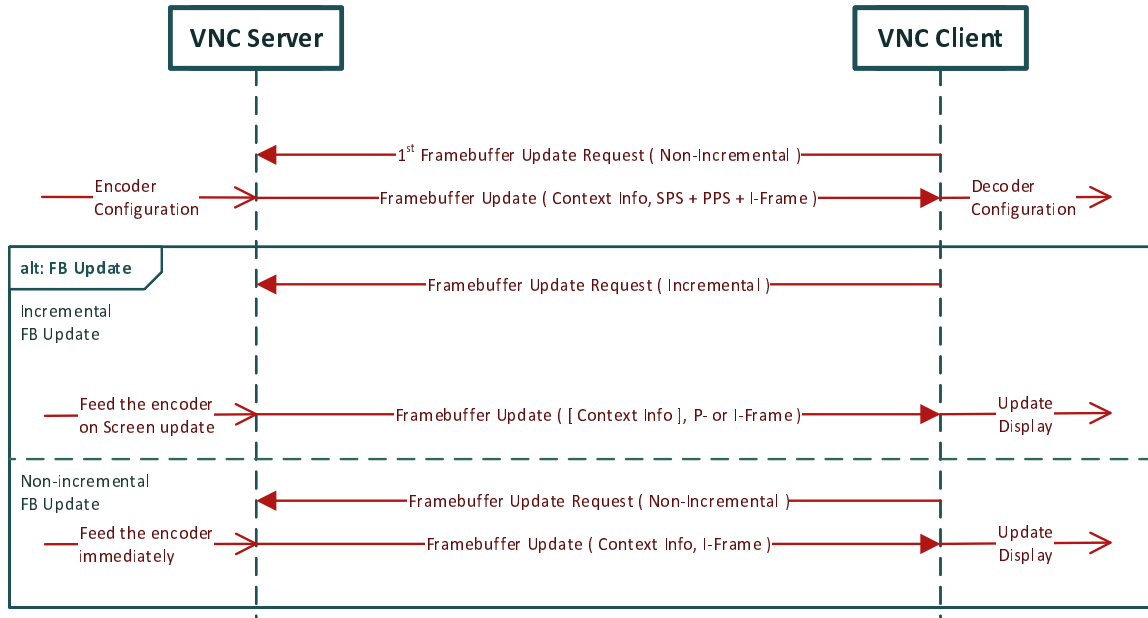 VNC Server
VNC Client
1st Framebuffer Update Request ( Non-Incremental )
Encoder
Configuration
Framebuffer Update ( Context Info, SPS + PPS + I-Frame )
Decoder
Configuration
alt: FB Update
Framebuffer Update Request ( Incremental )
Incremental
FB Update
Feed the encoder
on Screen update
Framebuffer Update ( [ Context Info ], P- or I-Frame )
Update
Display
Non-incremental
FB Update
Framebuffer Update Request ( Non-Incremental )
Feed the encoder
immediately
Framebuffer Update ( Context Info, I-Frame )
Update
Display